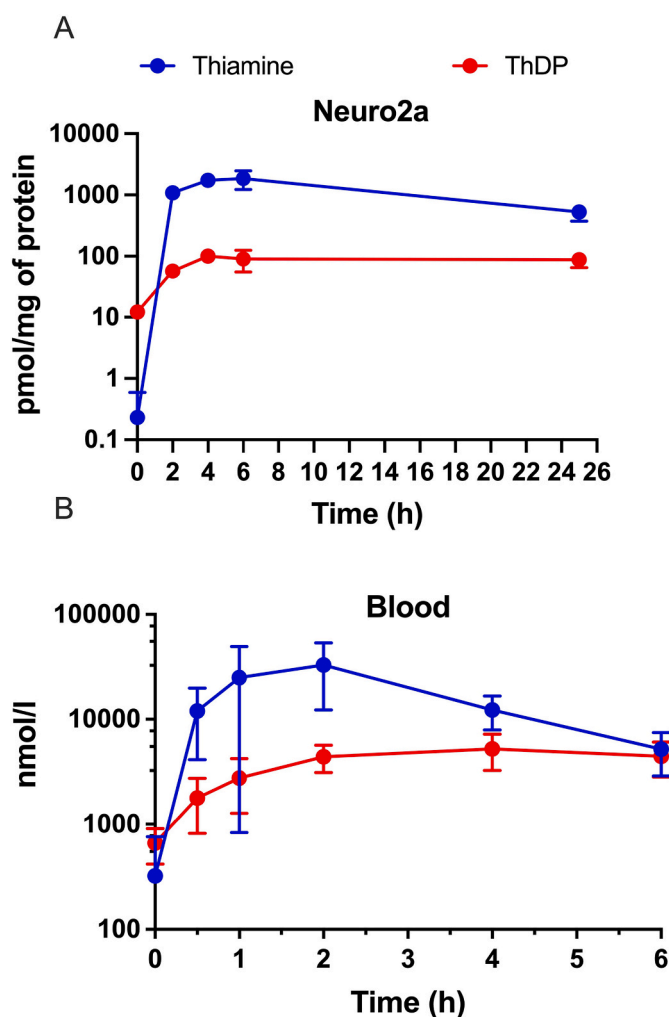 A
Thiamine ThDP
Neuro2a
10000
1000
100
10
1
0.1
pmol/mg of protein
0 2 4 6 8 10 12 14 16 18 20 22 24 26
Time (h)
B
Blood
100000
10000
1000
100
nmol/l
0 1 2 3 4 5 6
Time (h)